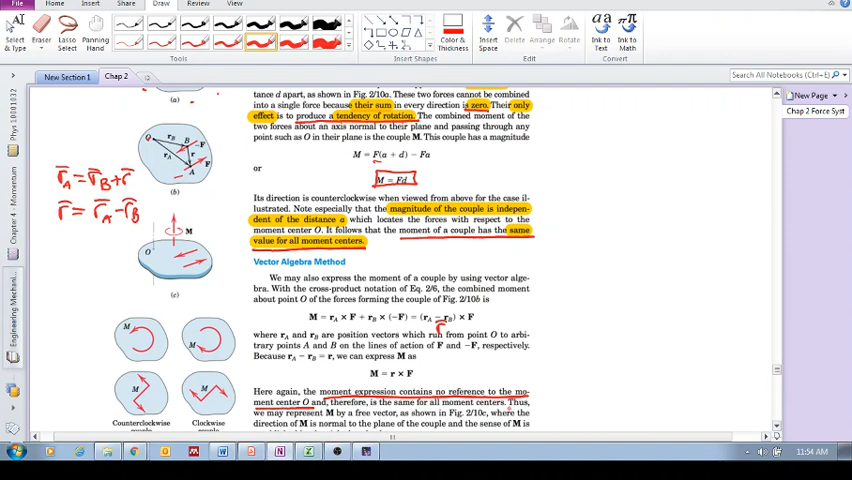 File
Home
Insert
Share
Draw
Review
View
Select
& Type
Eraser
Lasso
Select
Panning
Hand
Tools
Insert Shapes
Color &
Thickness
Select
Delete
Arrange
Rotate
Edit
Ink to
Text
Ink to
Math
Convert
New Section 1
Chap 2
Search All Notebooks (Ctrl+E)
New Page
Chap 2 Force Syst
Phys 10101032
Chapter 4 - Momentum
Engineering Mechanic
(a)
O
r_B
B
−F
r
r_A
A
F
(b)
r̄_A = r̄_B + r̄
r̄ = r̄_A − r̄_B
M
O
(c)
M
M
M
Counterclockwise
couple
Clockwise
couple
tance d apart, as shown in Fig. 2/10a. These two forces cannot be combined
into a single force because their sum in every direction is zero. Their only
effect is to produce a tendency of rotation. The combined moment of the
two forces about an axis normal to their plane and passing through any
point such as O in their plane is the couple M. This couple has a magnitude
M = F(a + d) − Fa
or
M = Fd
Its direction is counterclockwise when viewed from above for the case il-
lustrated. Note especially that the magnitude of the couple is indepen-
dent of the distance a which locates the forces with respect to the
moment center O. It follows that the moment of a couple has the same
value for all moment centers.
Vector Algebra Method
We may also express the moment of a couple by using vector alge-
bra. With the cross-product notation of Eq. 2/6, the combined moment
about point O of the forces forming the couple of Fig. 2/10b is
M = r_A × F + r_B × (−F) = (r_A − r_B) × F
r̄
where r_A and r_B are position vectors which run from point O to arbi-
trary points A and B on the lines of action of F and −F, respectively.
Because r_A − r_B = r, we can express M as
M = r × F
Here again, the moment expression contains no reference to the mo-
ment center O and, therefore, is the same for all moment centers. Thus,
we may represent M by a free vector, as shown in Fig. 2/10c, where the
direction of M is normal to the plane of the couple and the sense of M is
11:54 AM